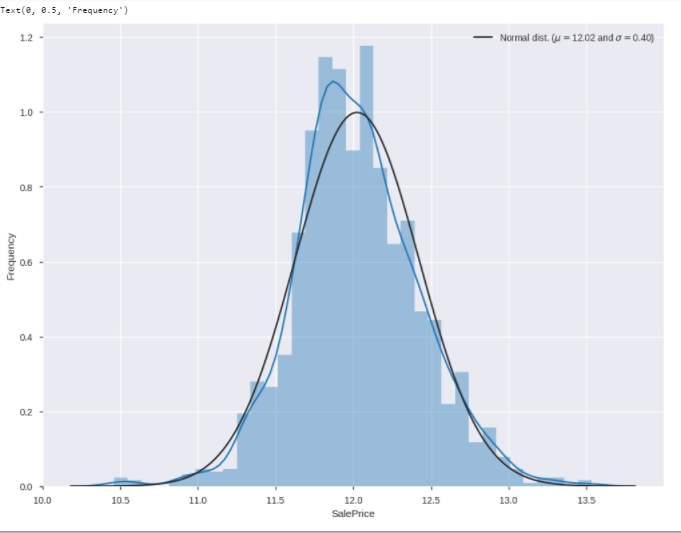 Text(0, 0.5, 'Frequency')
Normal dist. (μ = 12.02 and σ = 0.40)
1.2
1.0
0.8
0.6
0.4
0.2
0.0
Frequency
10.0 10.5 11.0 11.5 12.0 12.5 13.0 13.5
SalePrice